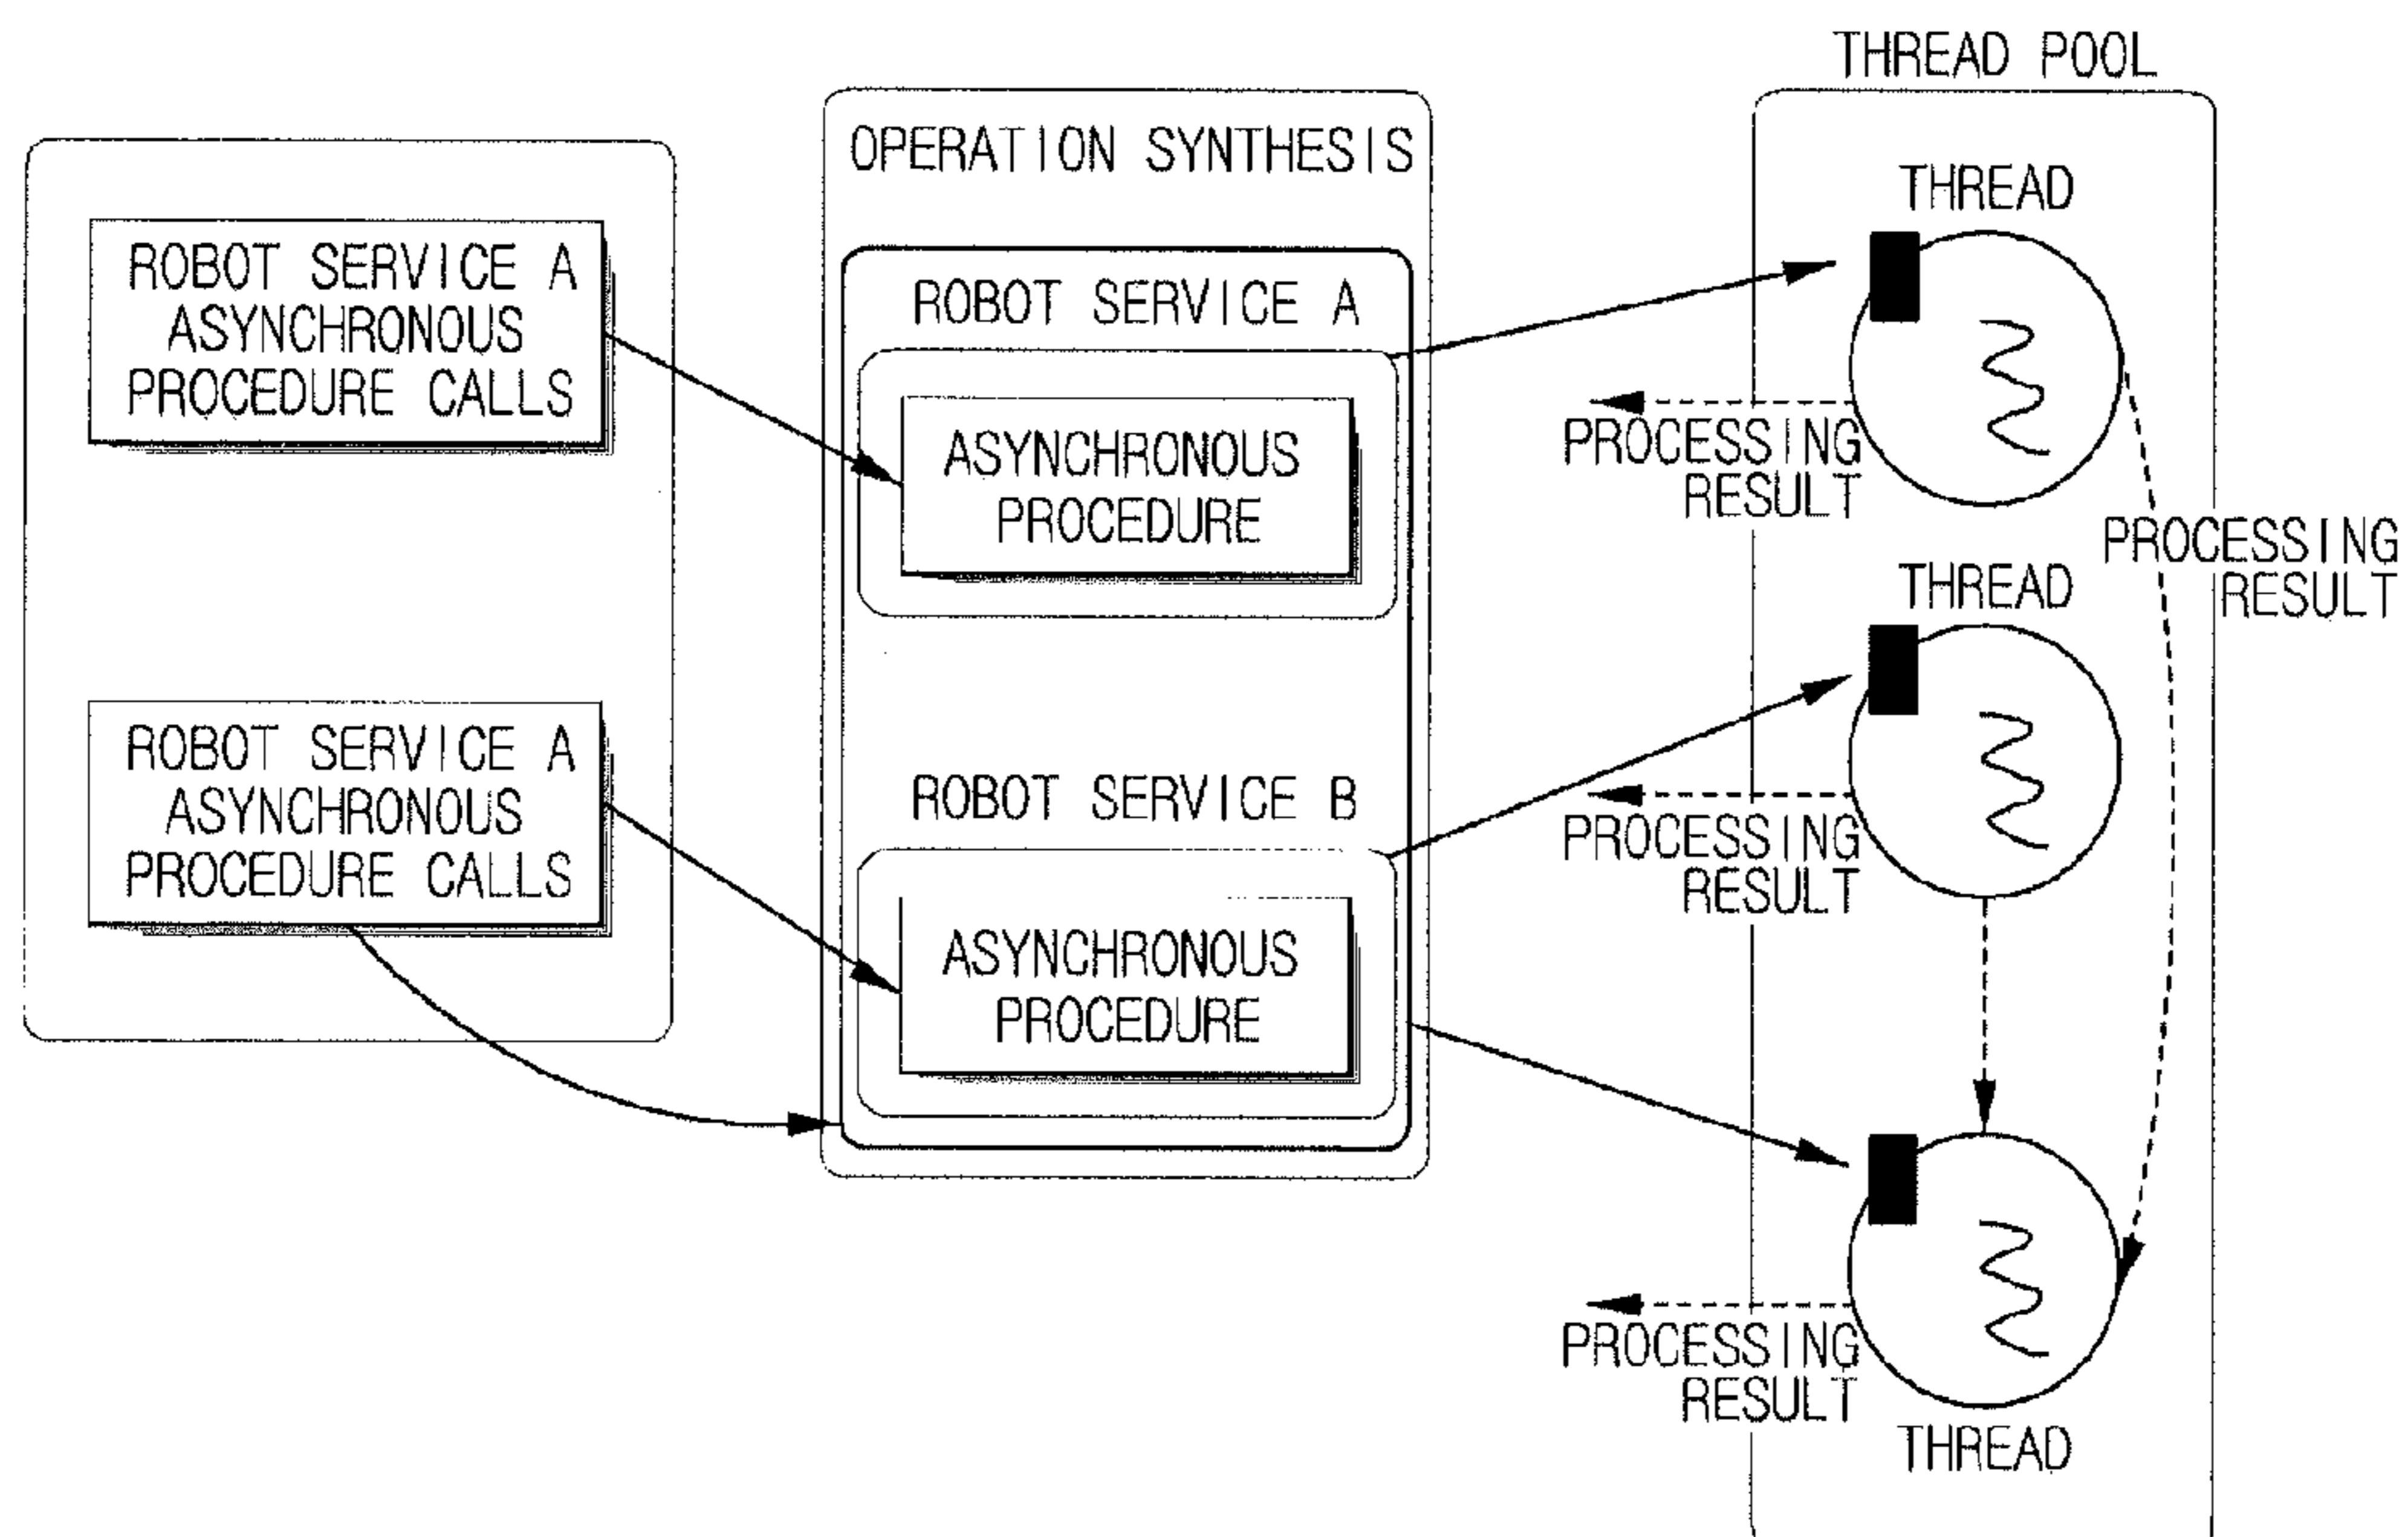 ROBOT SERVICE A
ASYNCHRONOUS
PROCEDURE CALLS
ROBOT SERVICE A
ASYNCHRONOUS
PROCEDURE CALLS
OPERATION SYNTHESIS
ROBOT SERVICE A
ASYNCHRONOUS
PROCEDURE
ROBOT SERVICE B
ASYNCHRONOUS
PROCEDURE
THREAD POOL
THREAD
PROCESSING
RESULT
PROCESSING
RESULT
THREAD
PROCESSING
RESULT
PROCESSING
RESULT
THREAD